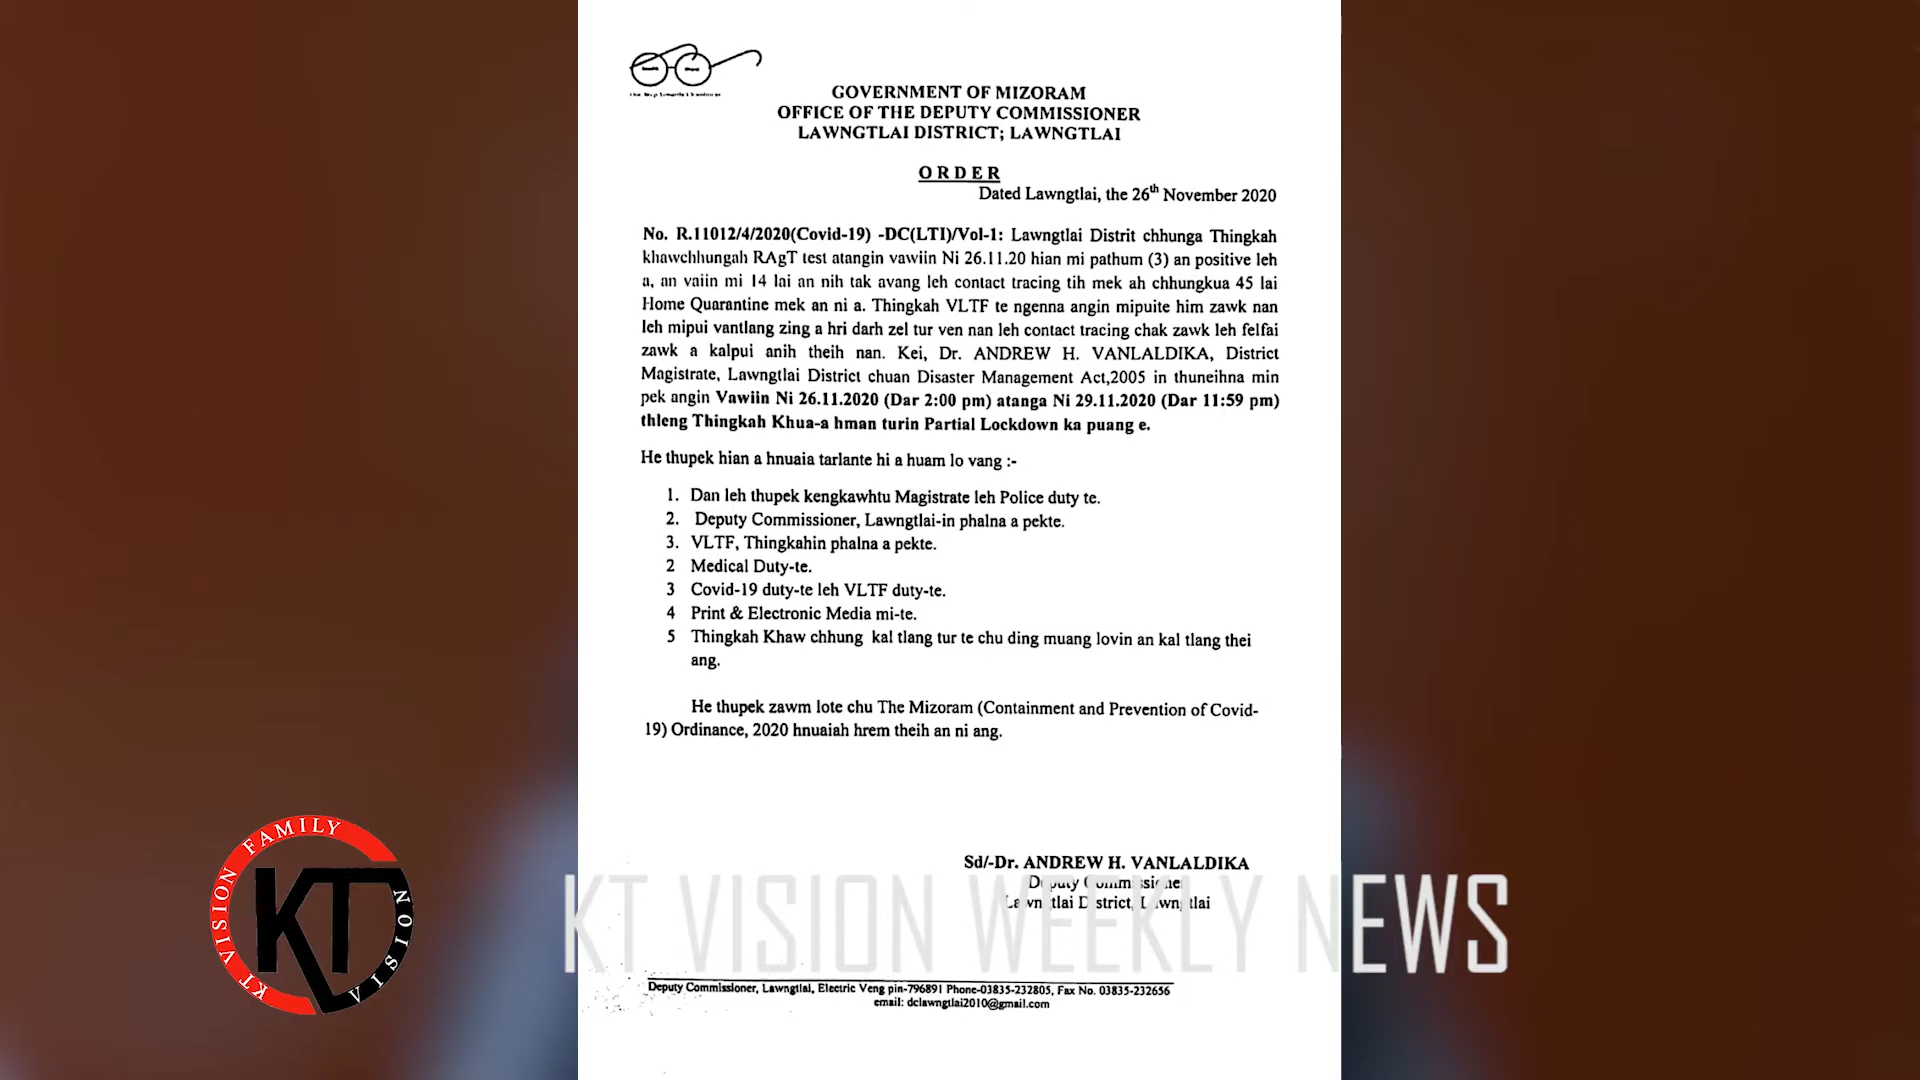 GOVERNMENT OF MIZORAM
OFFICE OF THE DEPUTY COMMISSIONER
LAWNGTLAI DISTRICT; LAWNGTLAI
ORDER
Dated Lawngtlai, the 26th November 2020
No. R.11012/4/2020(Covid-19) -DC(LTI)/Vol-1: Lawngtlai Distrit chhunga Thingkah
khawchhungah RAgT test atangin vawiin Ni 26.11.20 hian mi pathum (3) an positive leh
a, an vaiin mi 14 lai an nih tak avang leh contact tracing tih mek ah chhungkua 45 lai
Home Quarantine mek an ni a. Thingkah VLTF te ngenna angin mipuite him zawk nan
leh mipui vantlang zing a hri darh zel tur ven nan leh contact tracing chak zawk leh felfai
zawk a kalpui anih theih nan. Kei, Dr. ANDREW H. VANLALDIKA, District
Magistrate, Lawngtlai District chuan Disaster Management Act,2005 in thuneihna min
pek angin Vawiin Ni 26.11.2020 (Dar 2:00 pm) atanga Ni 29.11.2020 (Dar 11:59 pm)
thleng Thingkah Khua-a hman turin Partial Lockdown ka puang e.
He thupek hian a hnuaia tarlante hi a huam lo vang :-
1. Dan leh thupek kengkawhtu Magistrate leh Police duty te.
2. Deputy Commissioner, Lawngtlai-in phalna a pekte.
3. VLTF, Thingkahin phalna a pekte.
2 Medical Duty-te.
3 Covid-19 duty-te leh VLTF duty-te.
4 Print & Electronic Media mi-te.
5 Thingkah Khaw chhung kal tlang tur te chu ding muang lovin an kal tlang thei
ang.
He thupek zawm lote chu The Mizoram (Containment and Prevention of Covid-
19) Ordinance, 2020 hnuaiah hrem theih an ni ang.
Sd/-Dr. ANDREW H. VANLALDIKA
Deputy Commissioner
Lawngtlai District, Lawngtlai
KT VISION WEEKLY NEWS
KT VISION FAMILY
KT
VISION
Deputy Commissioner, Lawngtlai, Electric Veng pin-796891 Phone-03835-232805, Fax No. 03835-232656
email: dclawngtlai2010@gmail.com